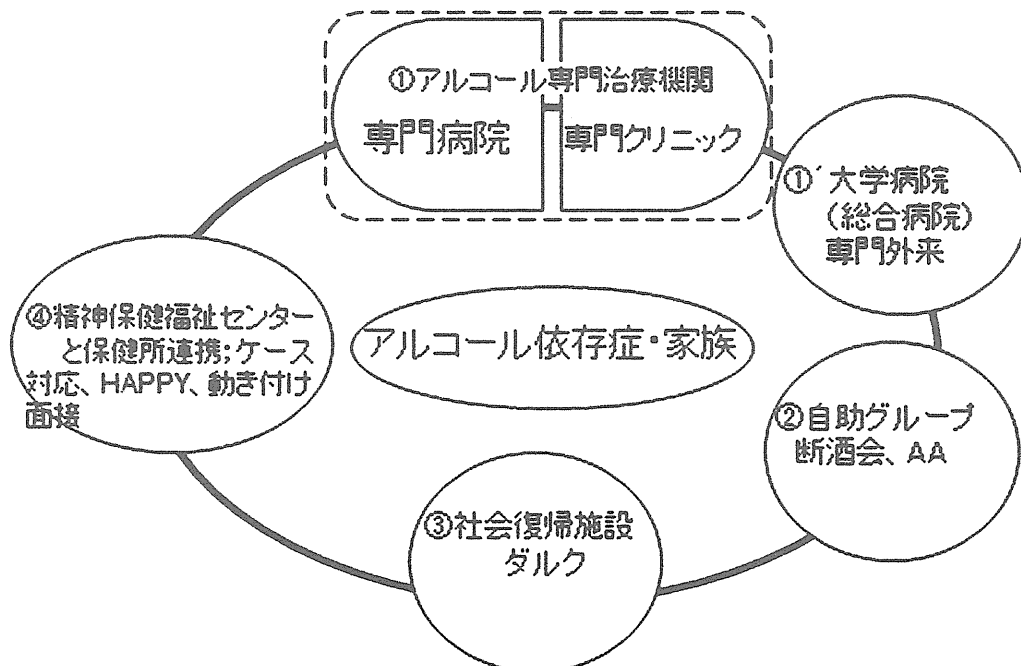 ①アルコール専門治療機関
専門病院
専門クリニック
①´大学病院
(総合病院)
専門外来
④精神保健福祉センター
と保健所連携;ケース
対応、HAPPY、動き付け
面接
アルコール依存症・家族
②自助グループ
断酒会、AA
③社会復帰施設
ダルク